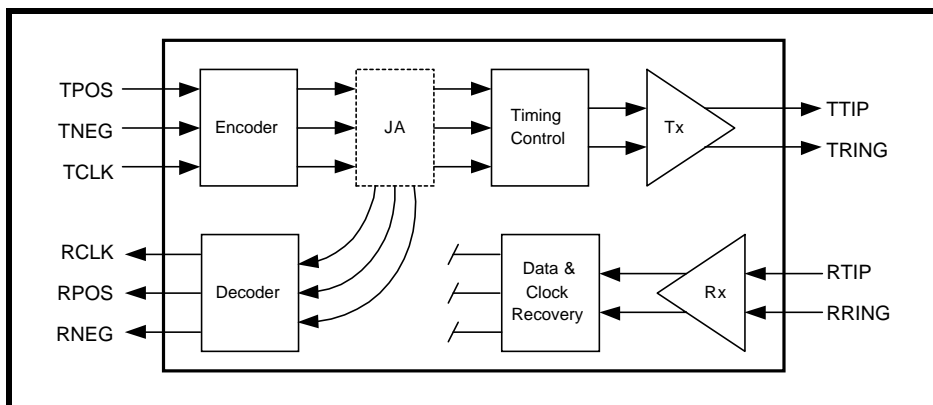 TPOS
TNEG
TCLK
Encoder
JA
Timing
Control
Tx
TTIP
TRING
RCLK
RPOS
RNEG
Decoder
Data &
Clock
Recovery
Rx
RTIP
RRING